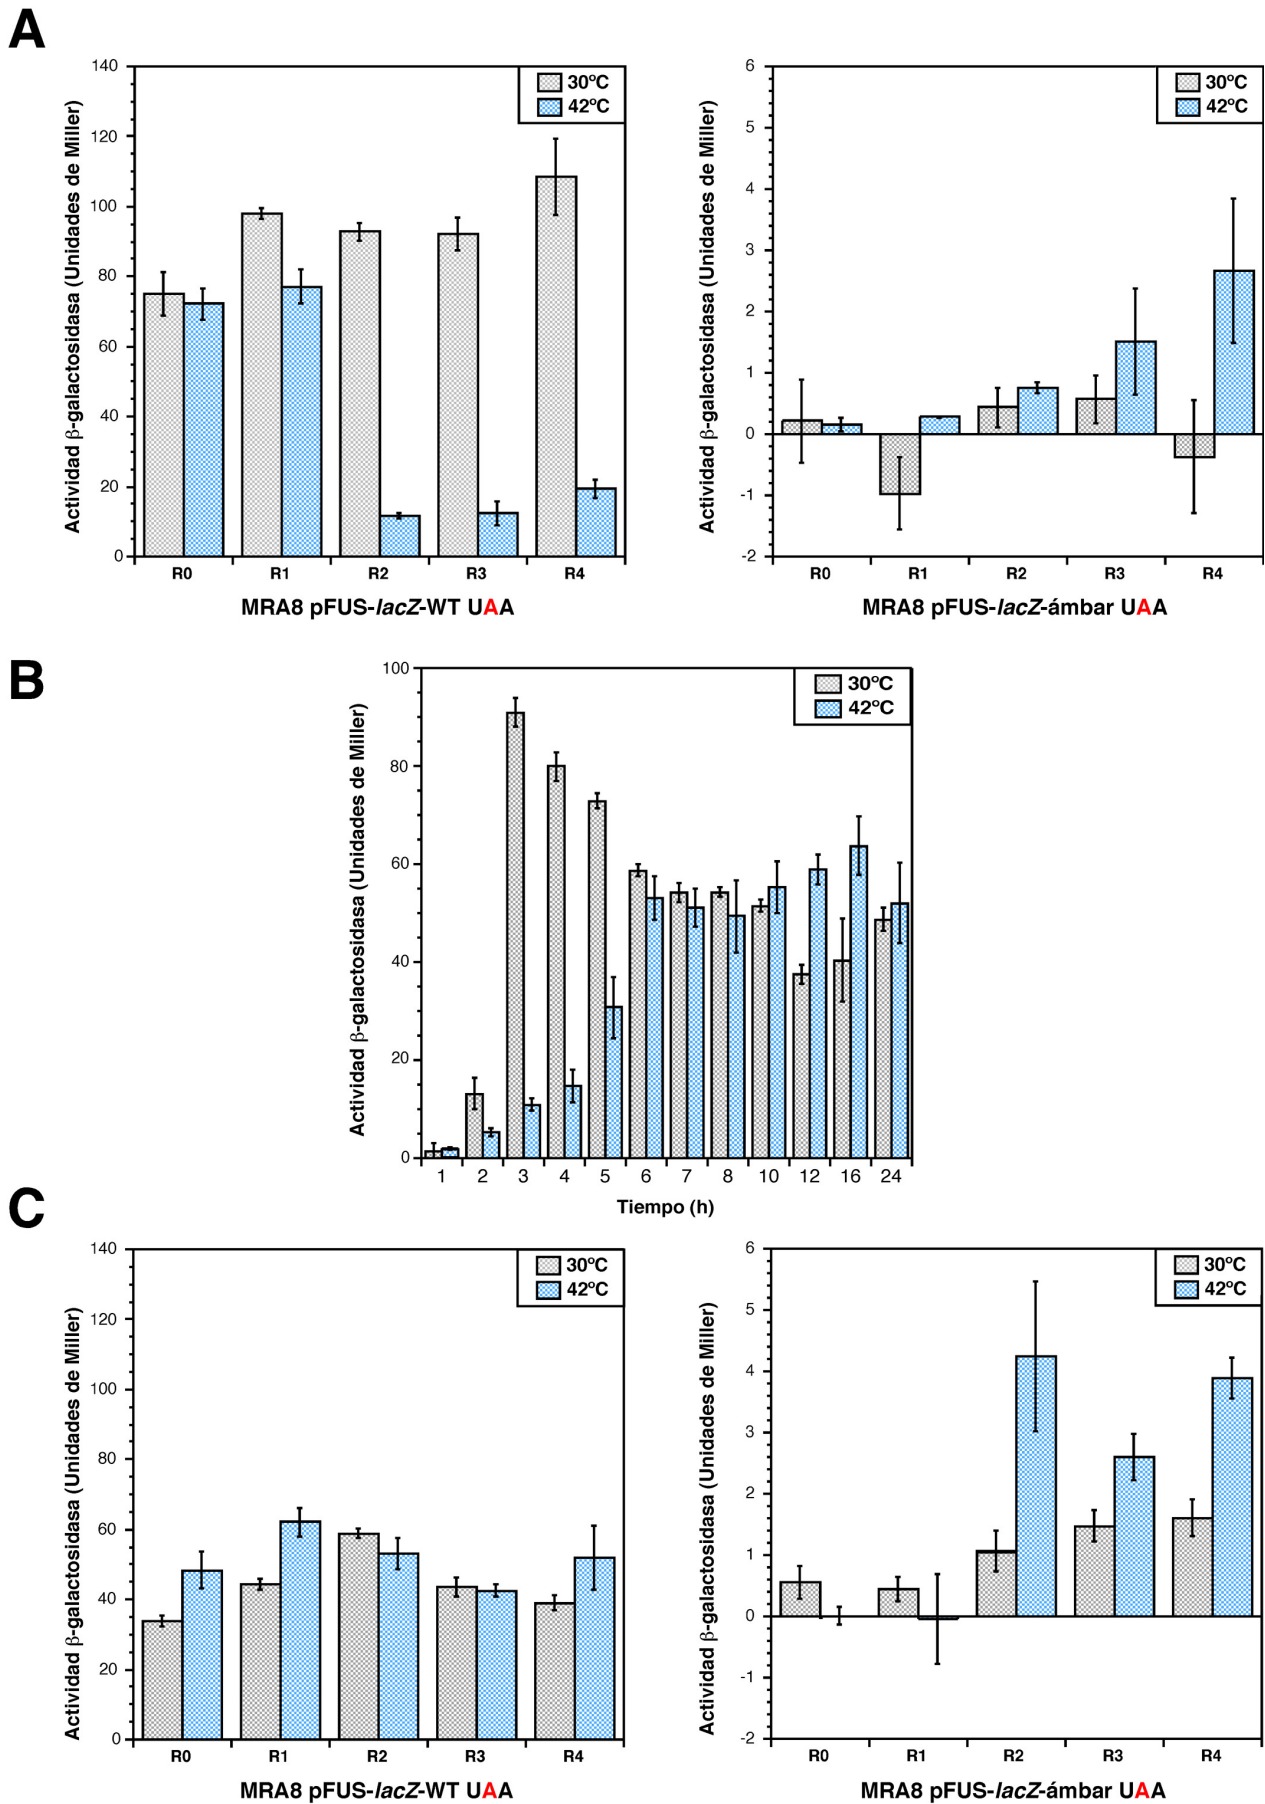 A
Actividad β-galactosidasa (Unidades de Miller)
140
120
100
80
60
40
20
0
30ºC
42ºC
R0 R1 R2 R3 R4
MRA8 pFUS-lacZ-WT UAA
Actividad β-galactosidasa (Unidades de Miller)
6
5
4
3
2
1
0
-1
-2
30ºC
42ºC
R0 R1 R2 R3 R4
MRA8 pFUS-lacZ-ámbar UAA
B
Actividad β-galactosidasa (Unidades de Miller)
100
80
60
40
20
0
30ºC
42ºC
1 2 3 4 5 6 7 8 10 12 16 24
Tiempo (h)
C
Actividad β-galactosidasa (Unidades de Miller)
140
120
100
80
60
40
20
0
30ºC
42ºC
R0 R1 R2 R3 R4
MRA8 pFUS-lacZ-WT UAA
Actividad β-galactosidasa (Unidades de Miller)
6
5
4
3
2
1
0
-1
-2
30ºC
42ºC
R0 R1 R2 R3 R4
MRA8 pFUS-lacZ-ámbar UAA